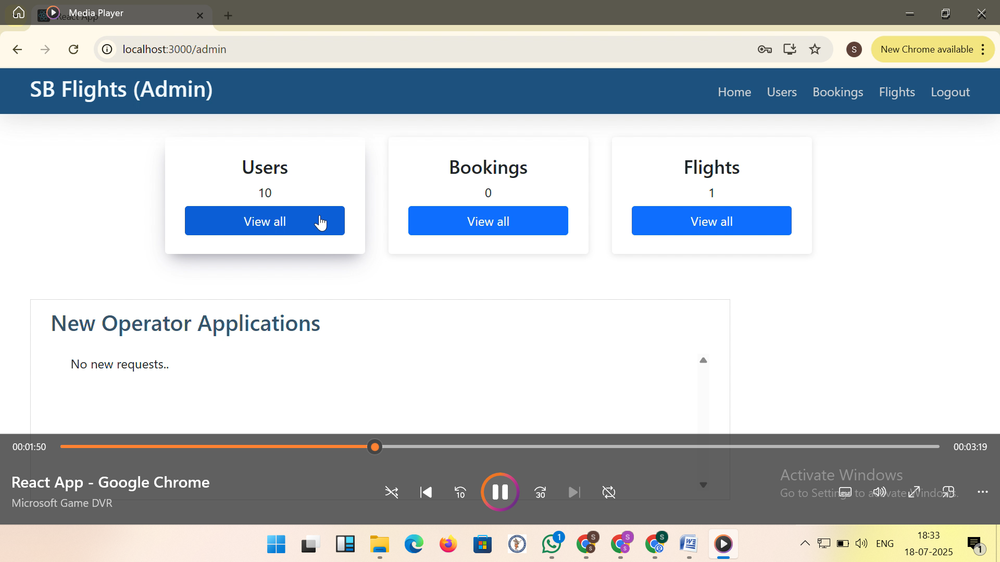 Media Player
React App
localhost:3000/admin
S
New Chrome available
SB Flights (Admin)
Home
Users
Bookings
Flights
Logout
Users
10
View all
Bookings
0
View all
Flights
1
View all
New Operator Applications
No new requests..
00:01:50
00:03:19
React App - Google Chrome
Microsoft Game DVR
10
30
Activate Windows
Go to Settings to activate Windows.
1
S
S
S
S
S
W
ENG
18:33
18-07-2025
1